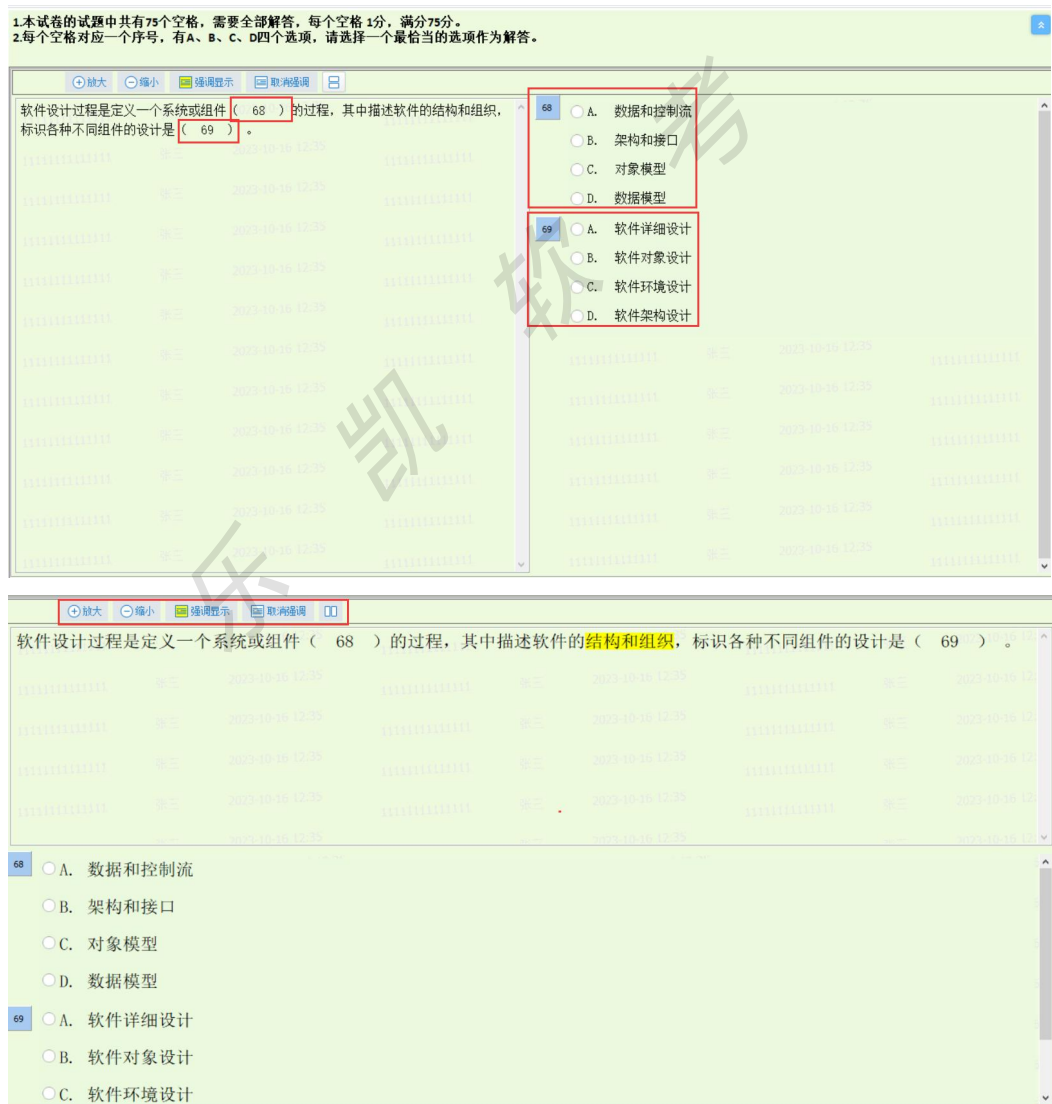 1.本试卷的试题中共有75个空格，需要全部解答，每个空格 1分，满分75分。
2.每个空格对应一个序号，有A、B、C、D四个选项，请选择一个最恰当的选项作为解答。
放大 缩小 强调显示 取消强调
软件设计过程是定义一个系统或组件（ 68 ）的过程，其中描述软件的结构和组织，
标识各种不同组件的设计是（ 69 ）。
68 A. 数据和控制流
B. 架构和接口
C. 对象模型
D. 数据模型
69 A. 软件详细设计
B. 软件对象设计
C. 软件环境设计
D. 软件架构设计
乐凯软考
放大 缩小 强调显示 取消强调
软件设计过程是定义一个系统或组件（ 68 ）的过程，其中描述软件的结构和组织，标识各种不同组件的设计是（ 69 ）。
68 A. 数据和控制流
B. 架构和接口
C. 对象模型
D. 数据模型
69 A. 软件详细设计
B. 软件对象设计
C. 软件环境设计